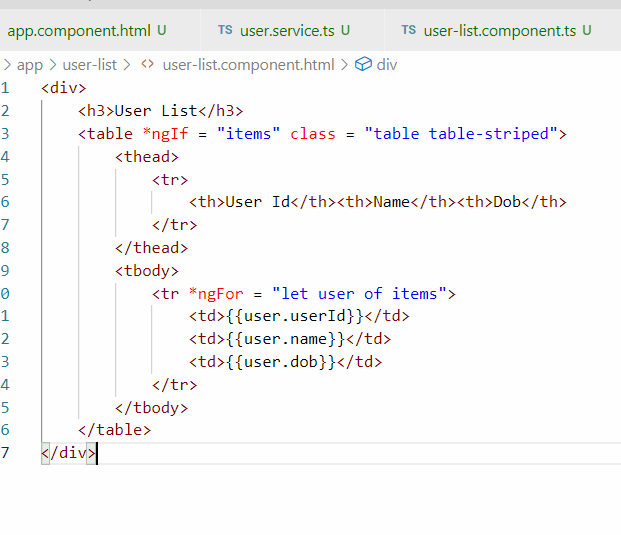 app.component.html U TS user.service.ts U TS user-list.component.ts U
> app > user-list > <> user-list.component.html > div
1 <div>
2     <h3>User List</h3>
3     <table *ngIf = "items" class = "table table-striped">
4         <thead>
5             <tr>
6                 <th>User Id</th><th>Name</th><th>Dob</th>
7             </tr>
8         </thead>
9         <tbody>
0             <tr *ngFor = "let user of items">
1                 <td>{{user.userId}}</td>
2                 <td>{{user.name}}</td>
3                 <td>{{user.dob}}</td>
4             </tr>
5         </tbody>
6     </table>
7 </div>